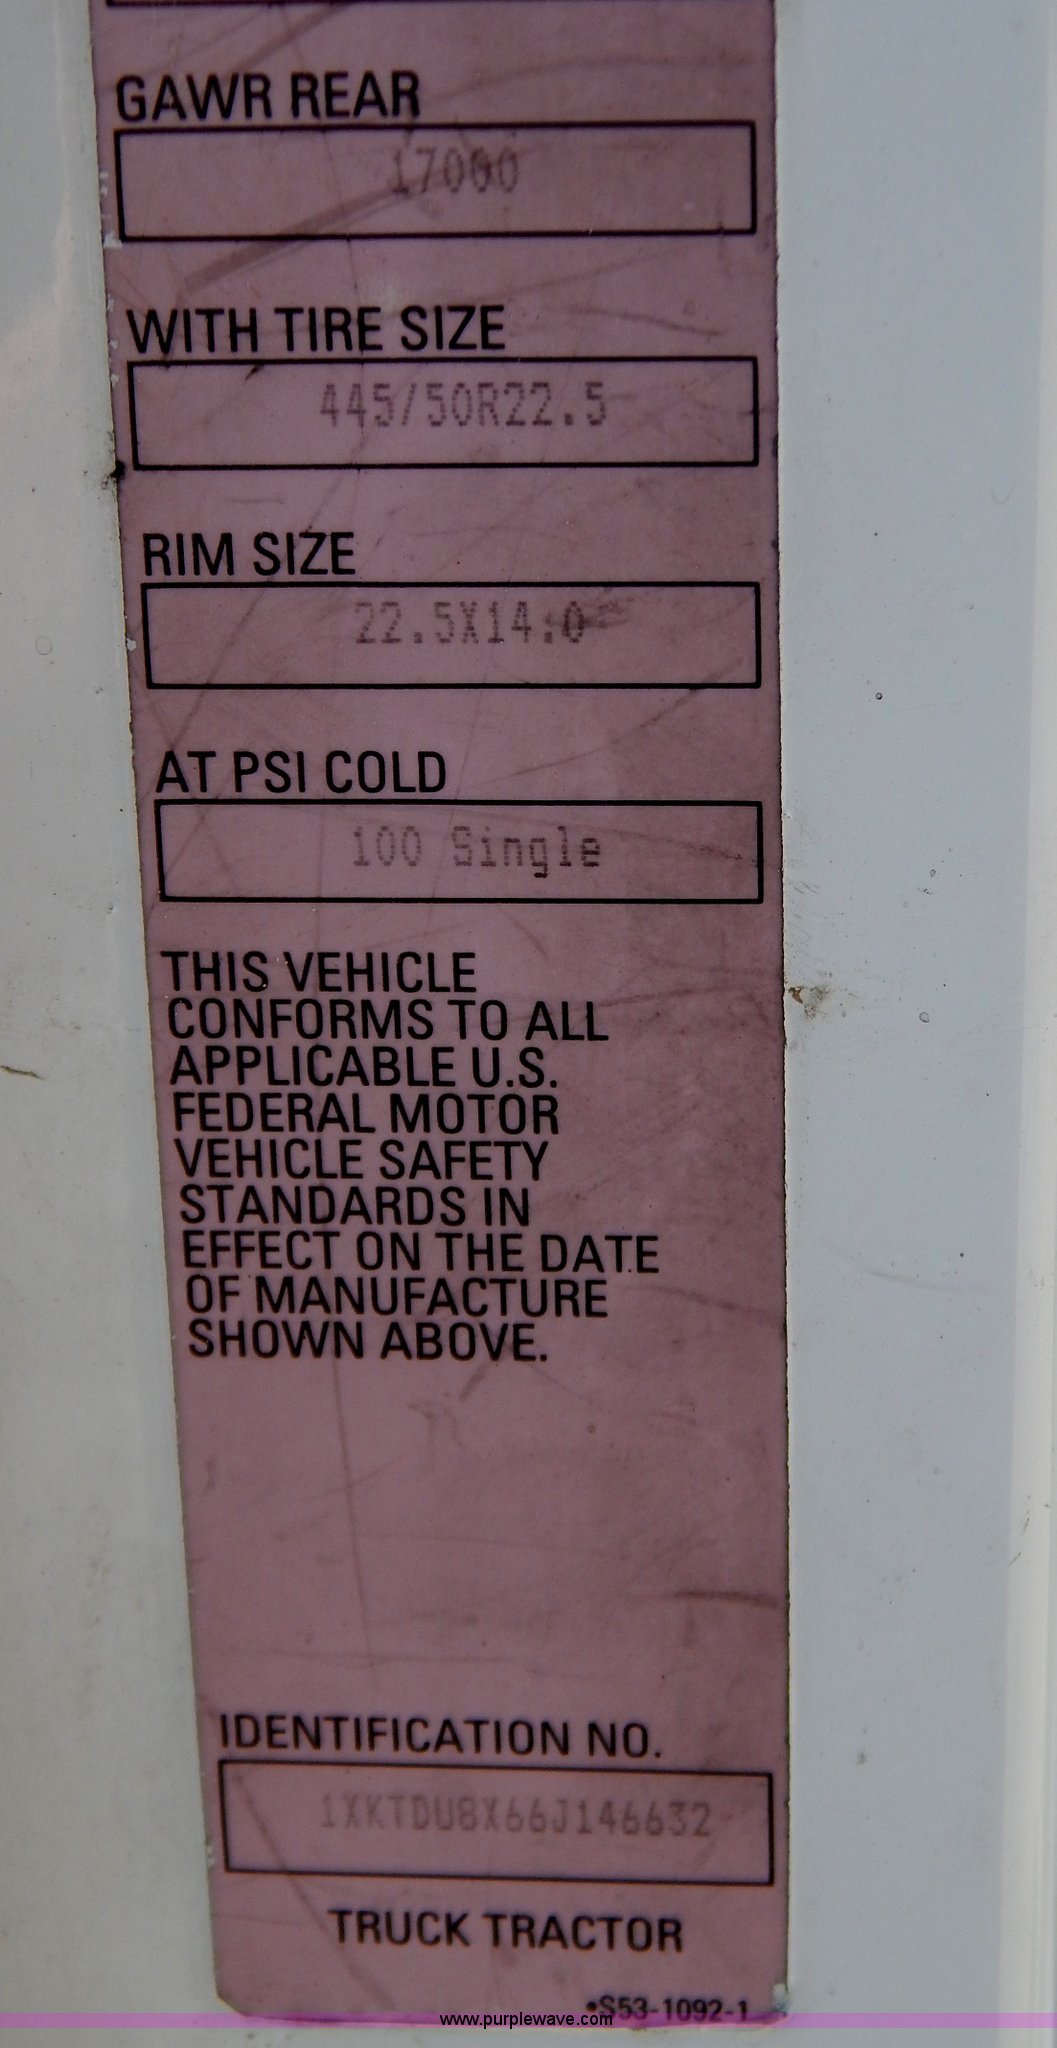 GAWR REAR
17000
WITH TIRE SIZE
445/50R22.5
RIM SIZE
22.5X14.0
AT PSI COLD
100 Single
THIS VEHICLE
CONFORMS TO ALL
APPLICABLE U.S.
FEDERAL MOTOR
VEHICLE SAFETY
STANDARDS IN
EFFECT ON THE DATE
OF MANUFACTURE
SHOWN ABOVE.
IDENTIFICATION NO.
1XKTDU8X66J146632
TRUCK TRACTOR
•S53-1092-1
www.purplewave.com